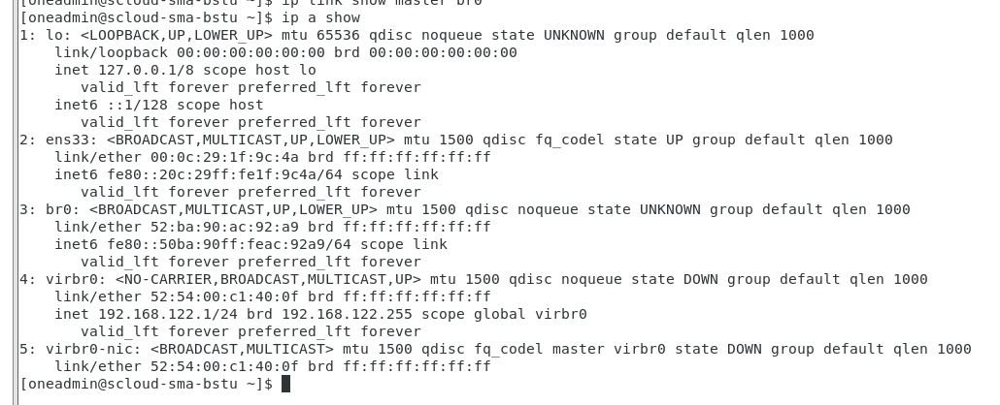 [oneadmin@scloud-sma-bstu ~]$ ip link show master br0
[oneadmin@scloud-sma-bstu ~]$ ip a show
1: lo: <LOOPBACK,UP,LOWER_UP> mtu 65536 qdisc noqueue state UNKNOWN group default qlen 1000
    link/loopback 00:00:00:00:00:00 brd 00:00:00:00:00:00
    inet 127.0.0.1/8 scope host lo
       valid_lft forever preferred_lft forever
    inet6 ::1/128 scope host
       valid_lft forever preferred_lft forever
2: ens33: <BROADCAST,MULTICAST,UP,LOWER_UP> mtu 1500 qdisc fq_codel state UP group default qlen 1000
    link/ether 00:0c:29:1f:9c:4a brd ff:ff:ff:ff:ff:ff
    inet6 fe80::20c:29ff:fe1f:9c4a/64 scope link
       valid_lft forever preferred_lft forever
3: br0: <BROADCAST,MULTICAST,UP,LOWER_UP> mtu 1500 qdisc noqueue state UNKNOWN group default qlen 1000
    link/ether 52:ba:90:ac:92:a9 brd ff:ff:ff:ff:ff:ff
    inet6 fe80::50ba:90ff:feac:92a9/64 scope link
       valid_lft forever preferred_lft forever
4: virbr0: <NO-CARRIER,BROADCAST,MULTICAST,UP> mtu 1500 qdisc noqueue state DOWN group default qlen 1000
    link/ether 52:54:00:c1:40:0f brd ff:ff:ff:ff:ff:ff
    inet 192.168.122.1/24 brd 192.168.122.255 scope global virbr0
       valid_lft forever preferred_lft forever
5: virbr0-nic: <BROADCAST,MULTICAST> mtu 1500 qdisc fq_codel master virbr0 state DOWN group default qlen 1000
    link/ether 52:54:00:c1:40:0f brd ff:ff:ff:ff:ff:ff
[oneadmin@scloud-sma-bstu ~]$